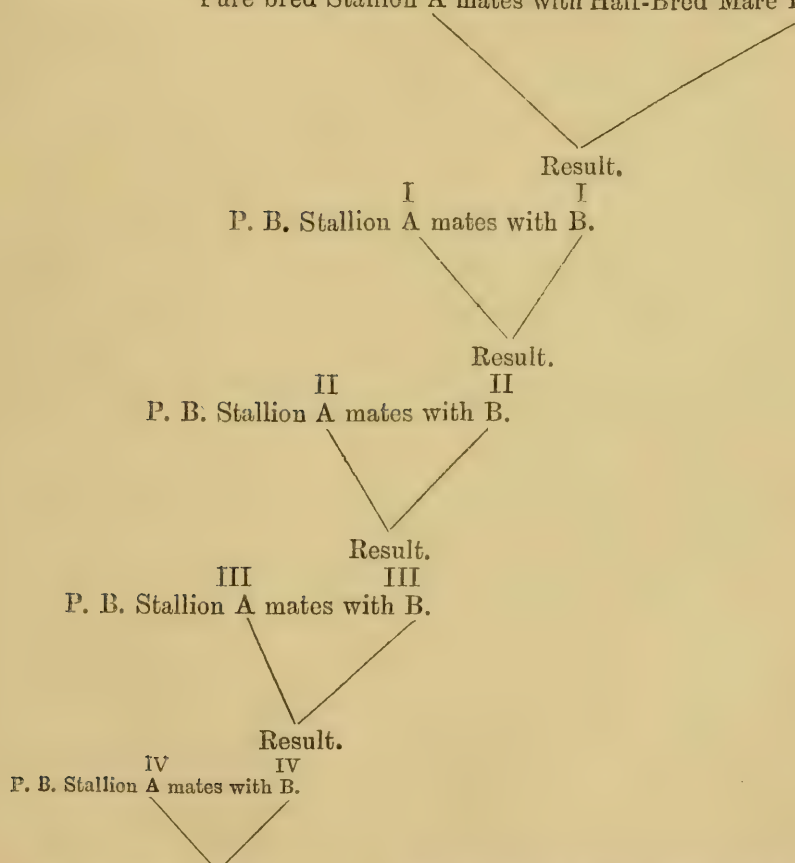 Pure bred Stallion A mates with Half-Bred Mare
Result.
I I
P. B. Stallion A mates with B.
Result.
II II
P. B. Stallion A mates with B.
Result.
III III
P. B. Stallion A mates with B.
Result.
IV IV
P. B. Stallion A mates with B.